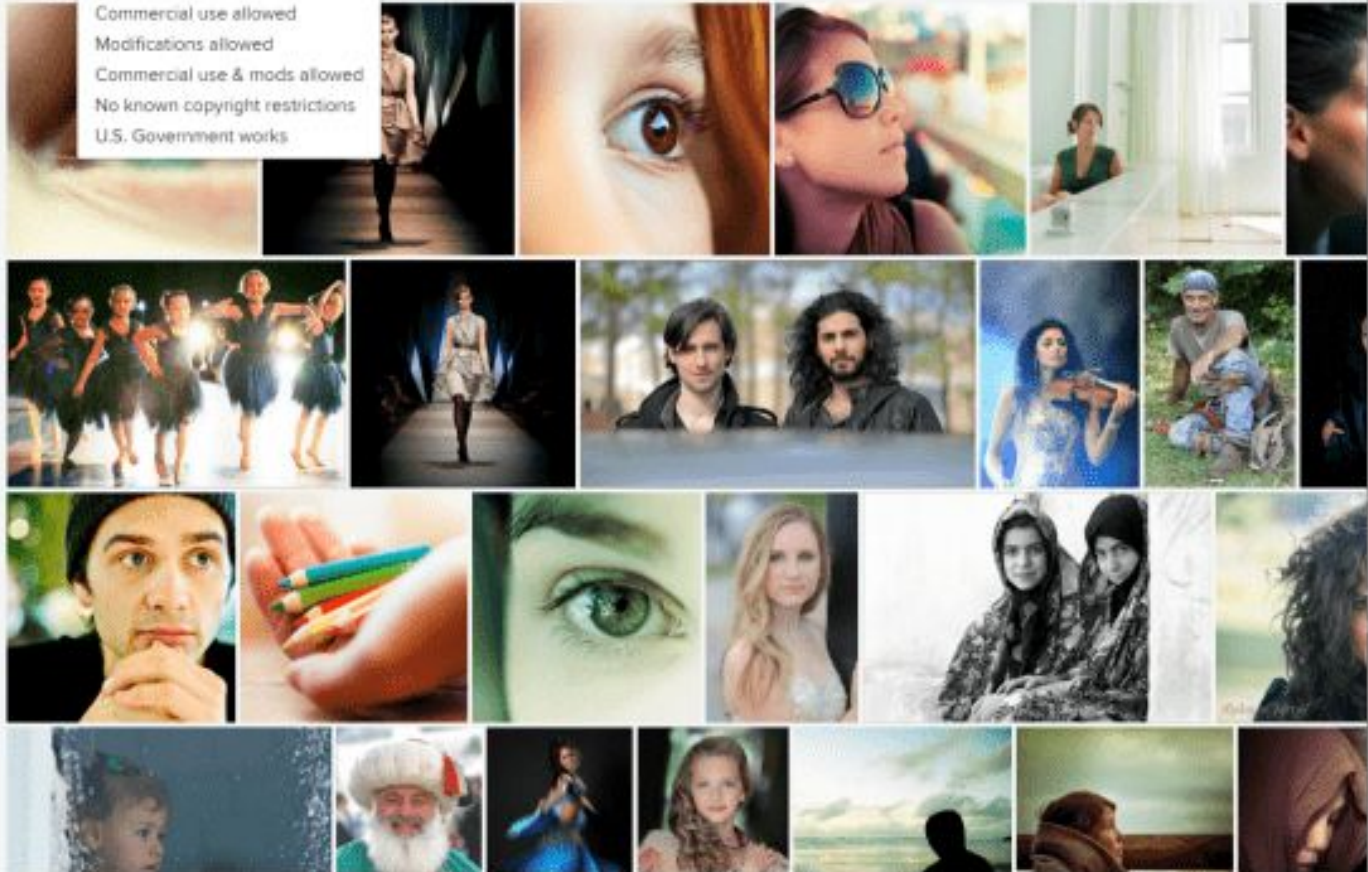 Commercial use allowed
Modifications allowed
Commercial use & mods allowed
No known copyright restrictions
U.S. Government works